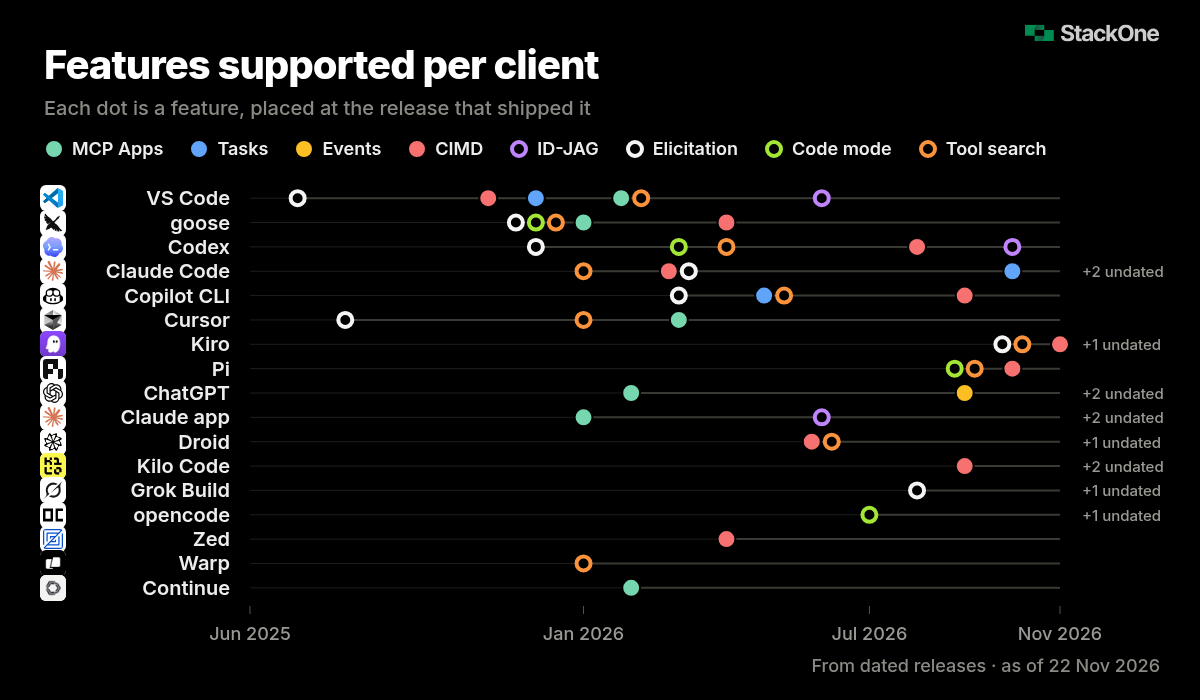 StackOne
Features supported per client
Each dot is a feature, placed at the release that shipped it
MCP Apps
Tasks
Events
CIMD
ID-JAG
Elicitation
Code mode
Tool search
VS Code
goose
Codex
Claude Code
+2 undated
Copilot CLI
Cursor
Kiro
+1 undated
Pi
ChatGPT
+2 undated
Claude app
+2 undated
Droid
+1 undated
Kilo Code
+2 undated
Grok Build
+1 undated
opencode
+1 undated
Zed
Warp
Continue
Jun 2025
Jan 2026
Jul 2026
Nov 2026
From dated releases · as of 22 Nov 2026